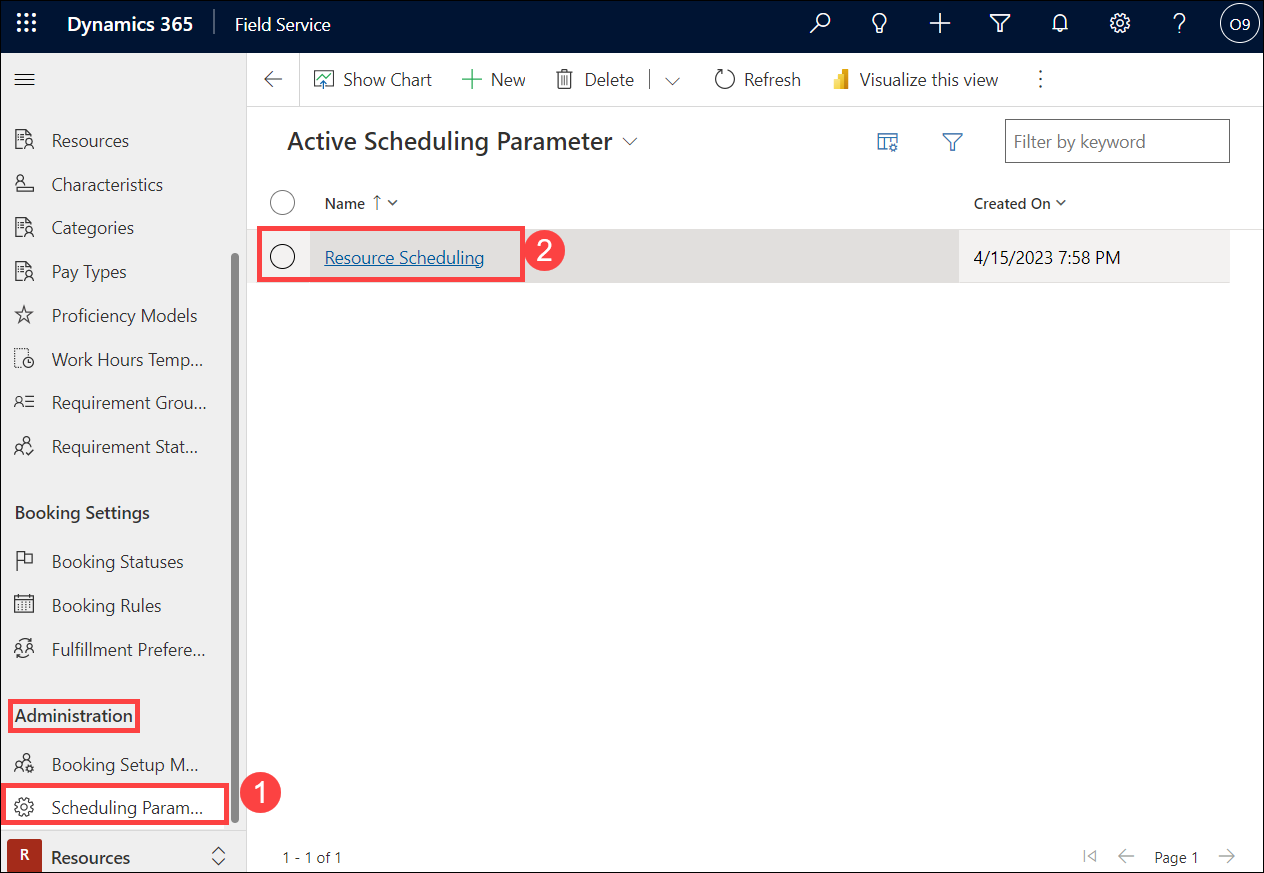 Dynamics 365 Field Service O9
Show Chart New Delete Refresh Visualize this view
Active Scheduling Parameter Filter by keyword
Name ↑ Created On
Resource Scheduling 2 4/15/2023 7:58 PM
Resources
Characteristics
Categories
Pay Types
Proficiency Models
Work Hours Temp...
Requirement Grou...
Requirement Stat...
Booking Settings
Booking Statuses
Booking Rules
Fulfillment Prefere...
Administration
Booking Setup M...
Scheduling Param... 1
R Resources
1 - 1 of 1 Page 1